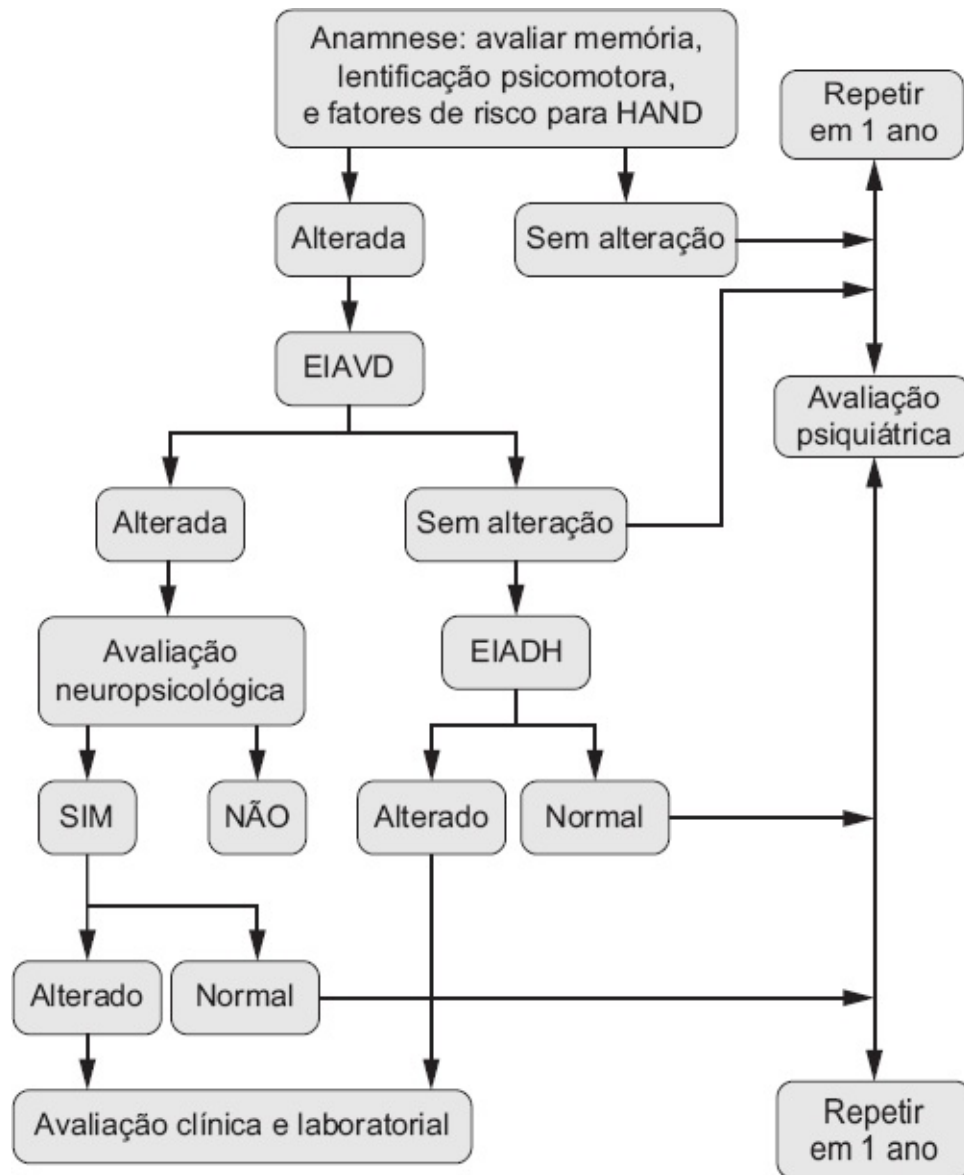 Anamnese: avaliar memória,
lentificação psicomotora,
e fatores de risco para HAND
Repetir
em 1 ano
Alterada
Sem alteração
EIAVD
Avaliação
psiquiátrica
Alterada
Sem alteração
Avaliação
neuropsicológica
EIADH
SIM
NÃO
Alterado
Normal
Alterado
Normal
Avaliação clínica e laboratorial
Repetir
em 1 ano